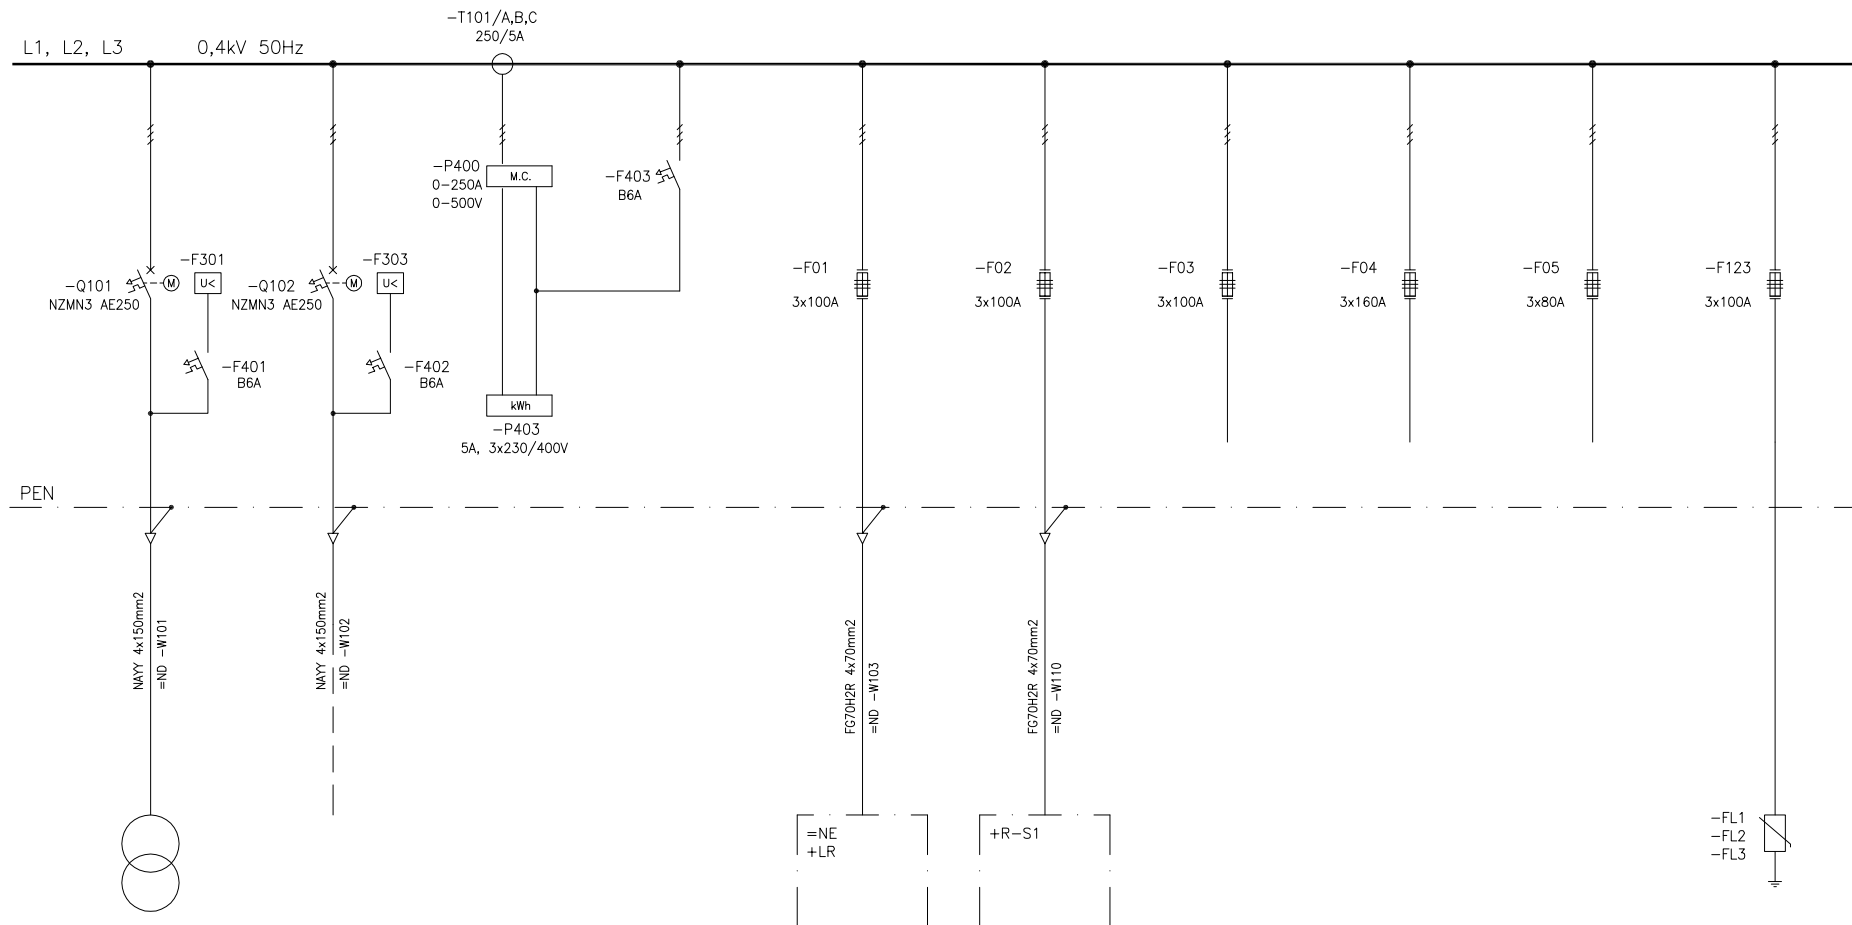 -T101/A,B,C
250/5A
L1, L2, L3
0,4kV 50Hz
-P400
0-250A
0-500V
M.C.
-F403
B6A
-Q101
NZMN3 AE250
M
-F301
U<
-F401
B6A
-Q102
NZMN3 AE250
M
-F303
U<
-F402
B6A
kWh
-P403
5A, 3x230/400V
-F01
3x100A
-F02
3x100A
-F03
3x100A
-F04
3x160A
-F05
3x80A
-F123
3x100A
PEN
NAYY 4x150mm2
=ND -W101
NAYY 4x150mm2
=ND -W102
FG70H2R 4x70mm2
=ND -W103
FG70H2R 4x70mm2
=ND -W110
=NE
+LR
+R-S1
-FL1
-FL2
-FL3